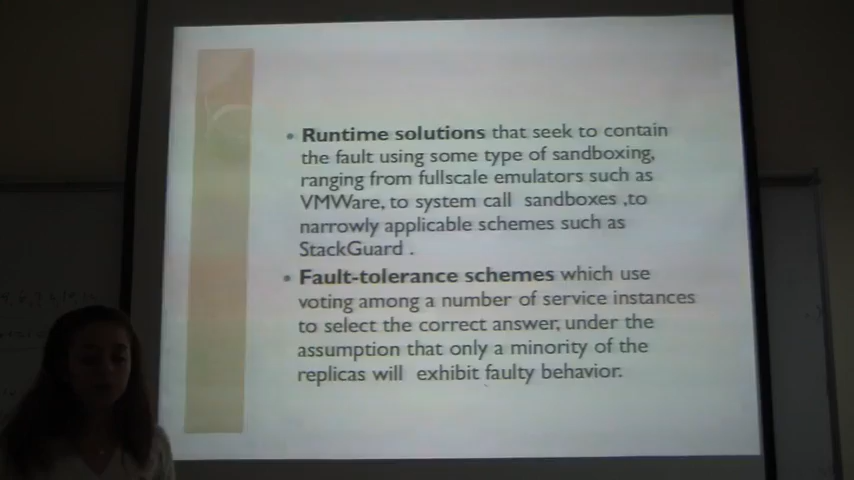 • Runtime solutions that seek to contain
the fault using some type of sandboxing,
ranging from fullscale emulators such as
VMWare, to system call sandboxes ,to
narrowly applicable schemes such as
StackGuard .
• Fault-tolerance schemes which use
voting among a number of service instances
to select the correct answer, under the
assumption that only a minority of the
replicas will exhibit faulty behavior.